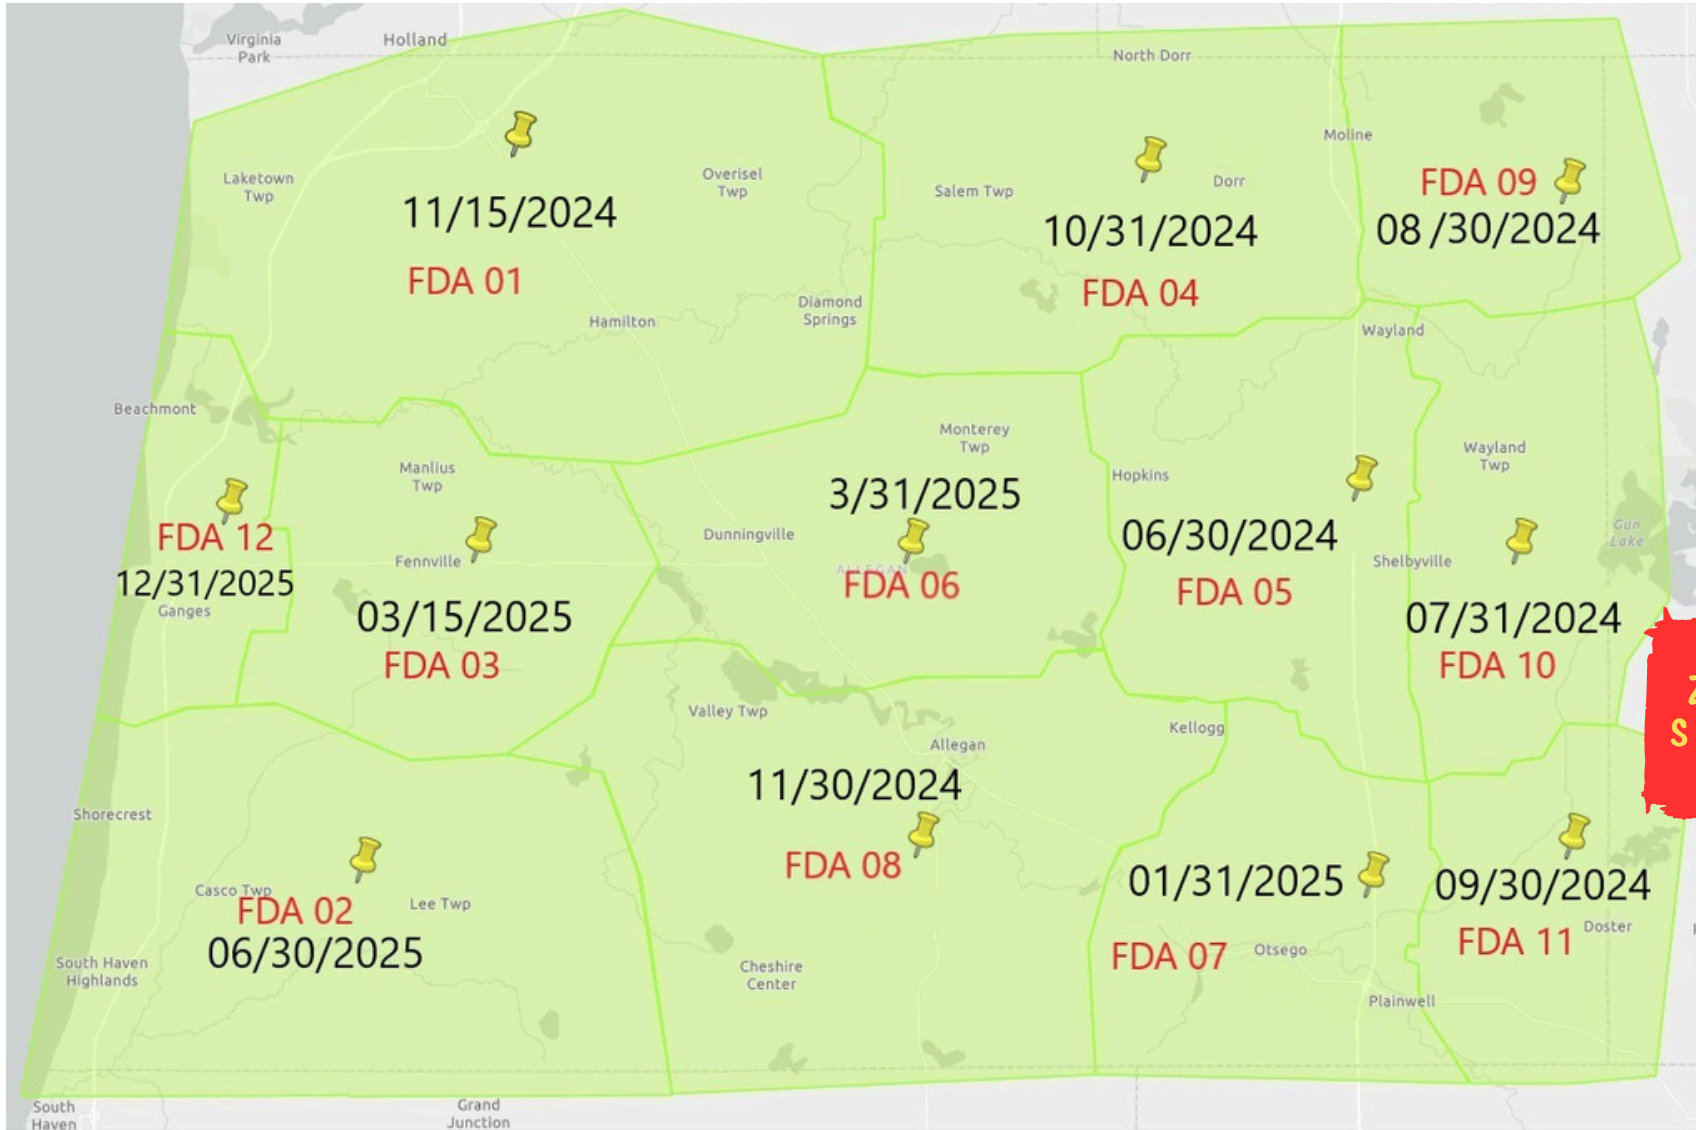 Virginia
Park
Holland
North Dorr
Moline
Laketown
Twp
Overisel
Twp
Salem Twp
Dorr
FDA 09
08/30/2024
11/15/2024
10/31/2024
FDA 01
FDA 04
Diamond
Springs
Hamilton
Wayland
Beachmont
Manlius
Twp
Monterey
Twp
Wayland
Twp
Hopkins
3/31/2025
Dunningville
06/30/2024
Gun
Lake
FDA 12
12/31/2025
Ganges
Fennville
03/15/2025
FDA 03
ALLEGAN
FDA 06
FDA 05
Shelbyville
07/31/2024
FDA 10
S
Valley Twp
Kellogg
Allegan
11/30/2024
FDA 08
Shorecrest
Casco Twp
FDA 02
Lee Twp
06/30/2025
01/31/2025
09/30/2024
FDA 11
Doster
FDA 07
Otsego
South Haven
Highlands
Cheshire
Center
Plainwell
South
Haven
Grand
Junction